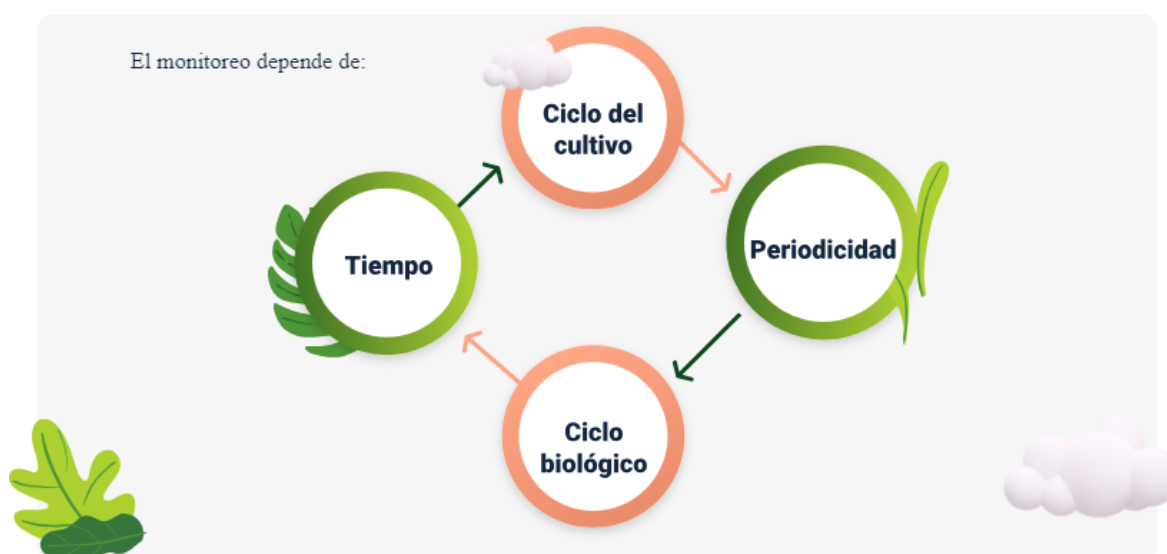 El monitoreo depende de:
Ciclo del
cultivo
Periodicidad
Ciclo
biológico
Tiempo